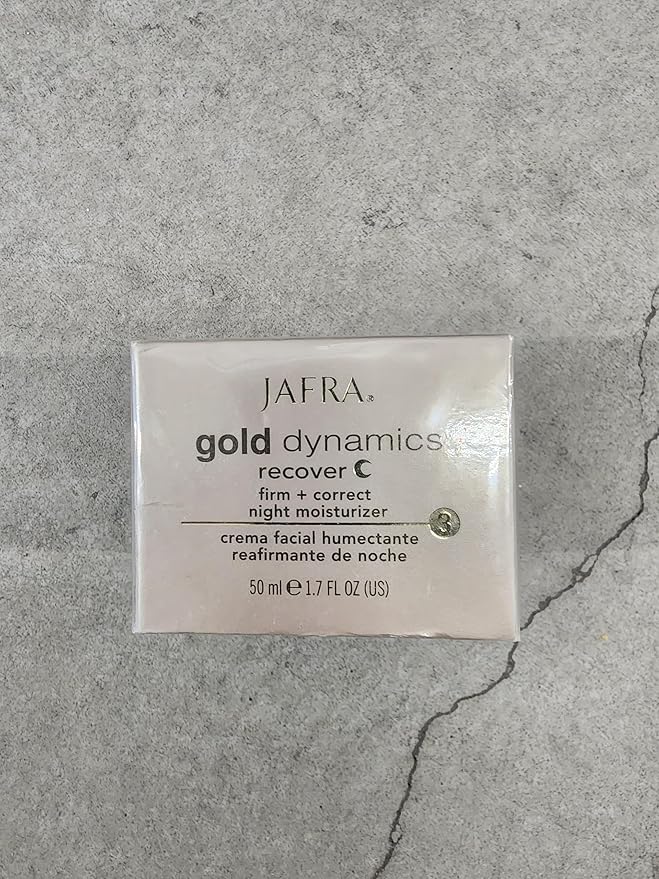 JAFRA®
gold dynamics
recover
firm + correct
night moisturizer
3
crema facial humectante
reafirmante de noche
50 ml ℮ 1.7 FL OZ (US)